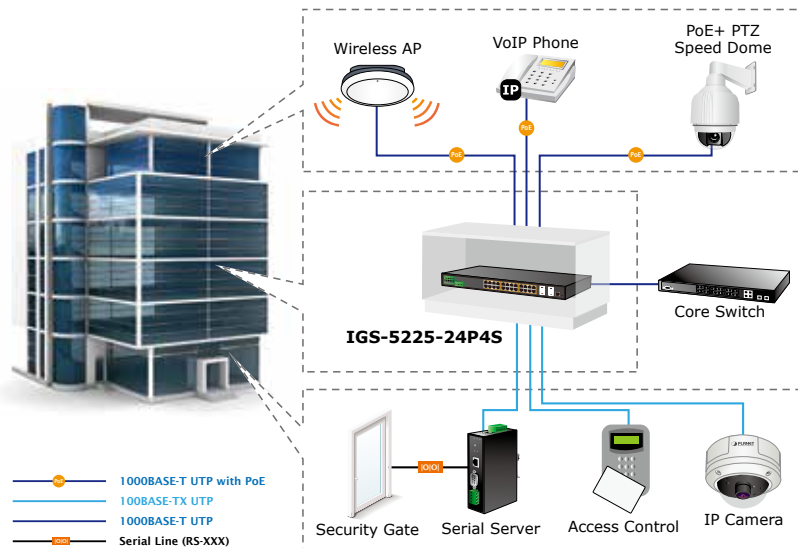 Wireless AP
VoIP Phone
PoE+ PTZ
Speed Dome
IP
PoE
PoE
PoE
IGS-5225-24P4S
Core Switch
PLANET
|O|O|
Security Gate
Serial Server
Access Control
IP Camera
PoE
1000BASE-T UTP with PoE
100BASE-TX UTP
1000BASE-T UTP
|O|O|
Serial Line (RS-XXX)